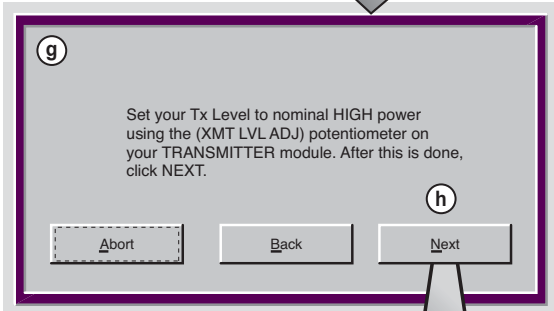 g
Set your Tx Level to nominal HIGH power
using the (XMT LVL ADJ) potentiometer on
your TRANSMITTER module. After this is done,
click NEXT.
h
Abort Back Next